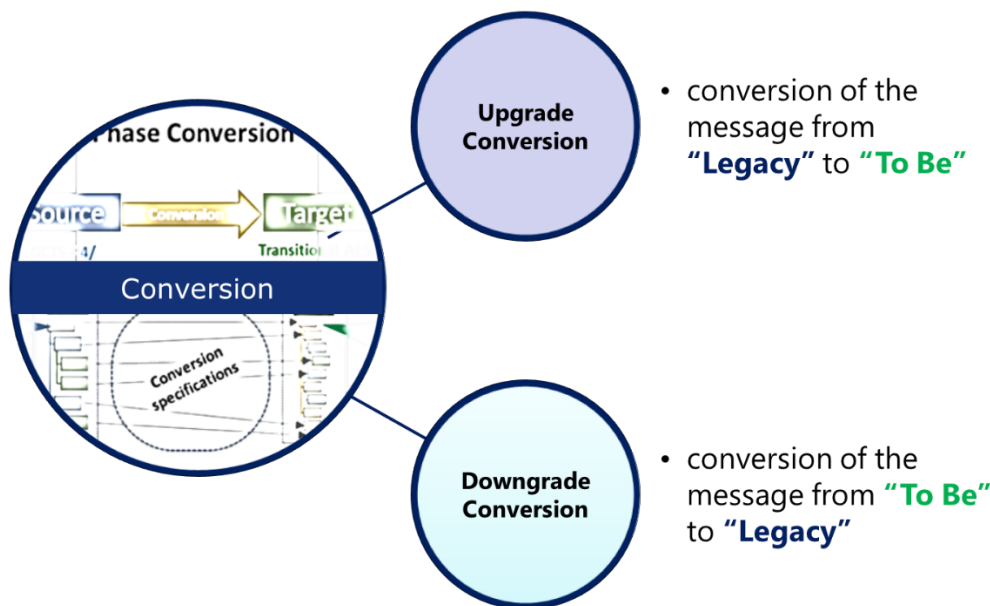 Phase Conversion
Source
Conversion
Target
4/
Transition
Conversion
Conversion
specifications
Upgrade
Conversion
• conversion of the
message from
“Legacy” to “To Be”
Downgrade
Conversion
• conversion of the
message from “To Be”
to “Legacy”